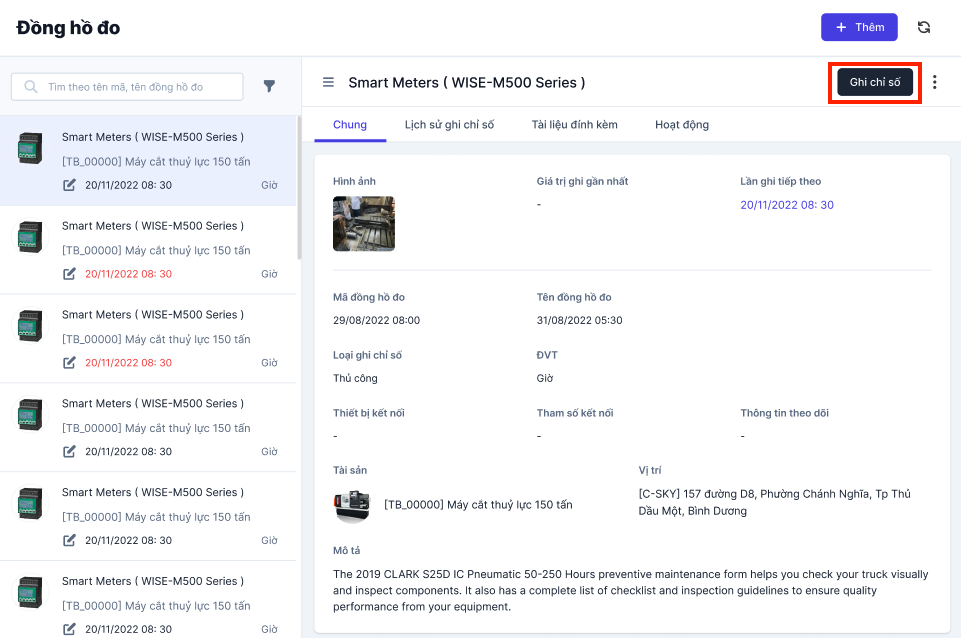 Đồng hồ đo
Thêm
Tìm theo tên mã, tên đồng hồ đo
Smart Meters ( WISE-M500 Series )
[TB_00000] Máy cắt thuỷ lực 150 tấn
20/11/2022 08: 30 Giờ
Smart Meters ( WISE-M500 Series )
[TB_00000] Máy cắt thuỷ lực 150 tấn
20/11/2022 08: 30 Giờ
Smart Meters ( WISE-M500 Series )
[TB_00000] Máy cắt thuỷ lực 150 tấn
20/11/2022 08: 30 Giờ
Smart Meters ( WISE-M500 Series )
[TB_00000] Máy cắt thuỷ lực 150 tấn
20/11/2022 08: 30 Giờ
Smart Meters ( WISE-M500 Series )
[TB_00000] Máy cắt thuỷ lực 150 tấn
20/11/2022 08: 30 Giờ
Smart Meters ( WISE-M500 Series )
[TB_00000] Máy cắt thuỷ lực 150 tấn
20/11/2022 08: 30 Giờ
Smart Meters ( WISE-M500 Series )
Ghi chỉ số
Chung Lịch sử ghi chỉ số Tài liệu đính kèm Hoạt động
Hình ảnh Giá trị ghi gần nhất Lần ghi tiếp theo
- 20/11/2022 08: 30
Mã đồng hồ đo Tên đồng hồ đo
29/08/2022 08:00 31/08/2022 05:30
Loại ghi chỉ số ĐVT
Thủ công Giờ
Thiết bị kết nối Tham số kết nối Thông tin theo dõi
- - -
Tài sản Vị trí
[TB_00000] Máy cắt thuỷ lực 150 tấn
[C-SKY] 157 đường D8, Phường Chánh Nghĩa, Tp Thủ
Dầu Một, Bình Dương
Mô tả
The 2019 CLARK S25D IC Pneumatic 50-250 Hours preventive maintenance form helps you check your truck visually
and inspect components. It also has a complete list of checklist and inspection guidelines to ensure quality
performance from your equipment.